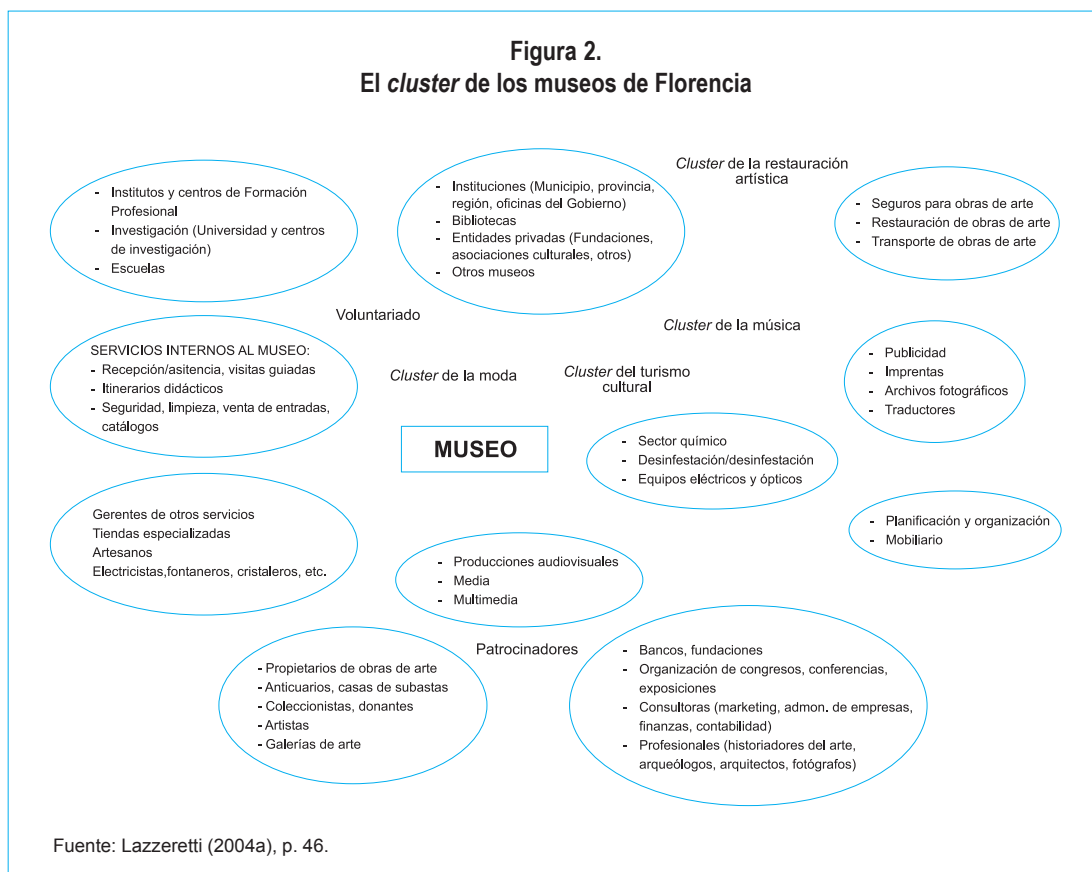 Figura 2.
El cluster de los museos de Florencia
- Institutos y centros de Formación
Profesional
- Investigación (Universidad y centros
de investigación)
- Escuelas
- Instituciones (Municipio, provincia,
región, oficinas del Gobierno)
- Bibliotecas
- Entidades privadas (Fundaciones,
asociaciones culturales, otros)
- Otros museos
Cluster de la restauración
artística
- Seguros para obras de arte
- Restauración de obras de arte
- Transporte de obras de arte
Voluntariado
Cluster de la música
SERVICIOS INTERNOS AL MUSEO:
- Recepción/asitencia, visitas guiadas
- Itinerarios didácticos
- Seguridad, limpieza, venta de entradas,
catálogos
Cluster de la moda
Cluster del turismo
cultural
- Publicidad
- Imprentas
- Archivos fotográficos
- Traductores
MUSEO
- Sector químico
- Desinfestación/desinfestación
- Equipos eléctricos y ópticos
Gerentes de otros servicios
Tiendas especializadas
Artesanos
Electricistas,fontaneros, cristaleros, etc.
- Planificación y organización
- Mobiliario
- Producciones audiovisuales
- Media
- Multimedia
Patrocinadores
- Propietarios de obras de arte
- Anticuarios, casas de subastas
- Coleccionistas, donantes
- Artistas
- Galerías de arte
- Bancos, fundaciones
- Organización de congresos, conferencias,
exposiciones
- Consultoras (marketing, admon. de empresas,
finanzas, contabilidad)
- Profesionales (historiadores del arte,
arqueólogos, arquitectos, fotógrafos)
Fuente: Lazzeretti (2004a), p. 46.